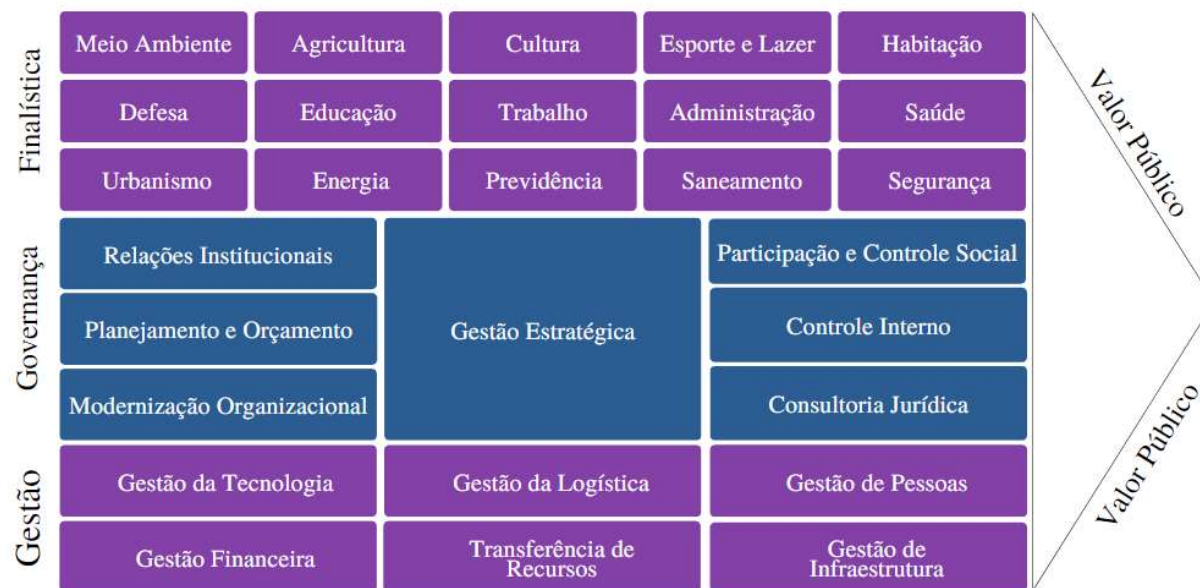 Finalística
Meio Ambiente
Agricultura
Cultura
Esporte e Lazer
Habitação
Defesa
Educação
Trabalho
Administração
Saúde
Urbanismo
Energia
Previdência
Saneamento
Segurança
Governança
Relações Institucionais
Planejamento e Orçamento
Modernização Organizacional
Gestão Estratégica
Participação e Controle Social
Controle Interno
Consultoria Jurídica
Gestão
Gestão da Tecnologia
Gestão da Logística
Gestão de Pessoas
Gestão Financeira
Transferência de
Recursos
Gestão de
Infraestrutura
Valor Público
Valor Público